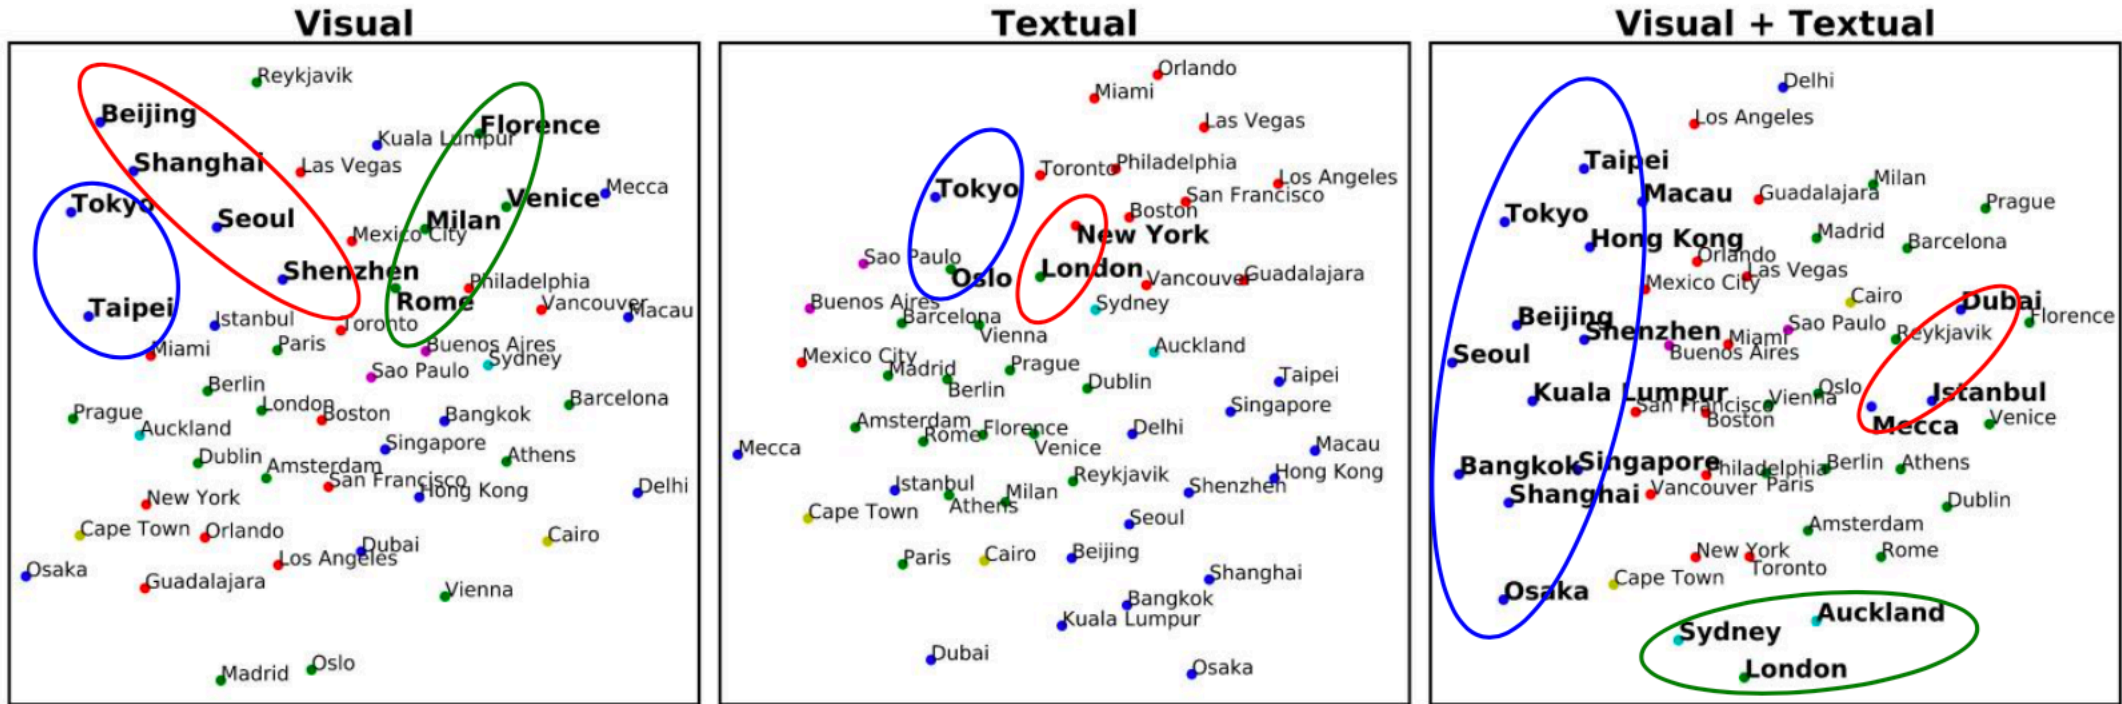 Visual
Reykjavik
Beijing
Florence
Kuala Lumpur
Shanghai
Las Vegas
Mecca
Tokyo
Venice
Seoul
Milan
Mexico City
Shenzhen
Philadelphia
Rome
Vancouver
Taipei
Macau
Istanbul
Toronto
Miami
Paris
Buenos Aires
Sydney
Sao Paulo
Berlin
London
Boston
Bangkok
Barcelona
Prague
Auckland
Singapore
Dublin
Amsterdam
Athens
San Francisco
New York
Hong Kong
Delhi
Cape Town
Orlando
Dubai
Cairo
Los Angeles
Osaka
Guadalajara
Vienna
Madrid
Oslo
Textual
Orlando
Miami
Las Vegas
Toronto
Philadelphia
Los Angeles
Tokyo
San Francisco
Boston
New York
Sao Paulo
Oslo
London
Vancouver
Guadalajara
Buenos Aires
Sydney
Barcelona
Vienna
Auckland
Mexico City
Madrid
Prague
Berlin
Dublin
Taipei
Singapore
Amsterdam
Rome
Florence
Venice
Delhi
Macau
Mecca
Hong Kong
Istanbul
Reykjavik
Shenzhen
Athens
Milan
Cape Town
Seoul
Paris
Cairo
Beijing
Shanghai
Bangkok
Kuala Lumpur
Dubai
Osaka
Visual + Textual
Delhi
Los Angeles
Taipei
Milan
Macau
Guadalajara
Prague
Tokyo
Hong Kong
Madrid
Barcelona
Orlando
Las Vegas
Mexico City
Cairo
Dubai
Florence
Beijing
Shenzhen
Miami
Sao Paulo
Reykjavik
Seoul
Buenos Aires
Kuala Lumpur
San Francisco
Boston
Vienna
Oslo
Istanbul
Mecca
Venice
Bangkok
Singapore
Philadelphia
Paris
Berlin
Athens
Shanghai
Vancouver
Dublin
Amsterdam
New York
Toronto
Rome
Cape Town
Osaka
Auckland
Sydney
London